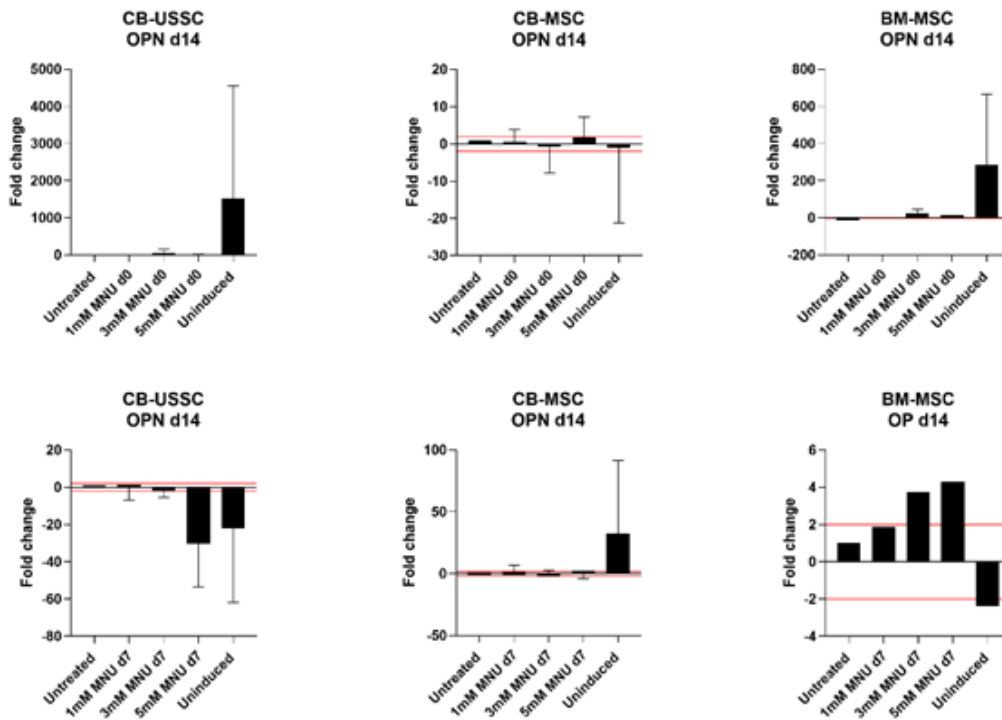 CB-USSC
OPN d14
Fold change
5000
4000
3000
2000
1000
0
Untreated
1mM MNU d0
3mM MNU d0
5mM MNU d0
Uninduced
CB-MSC
OPN d14
Fold change
20
10
0
-10
-20
-30
Untreated
1mM MNU d0
3mM MNU d0
5mM MNU d0
Uninduced
BM-MSC
OPN d14
Fold change
800
600
400
200
0
-200
Untreated
1mM MNU d0
3mM MNU d0
5mM MNU d0
Uninduced
CB-USSC
OPN d14
Fold change
20
0
-20
-40
-60
-80
Untreated
1mM MNU d7
3mM MNU d7
5mM MNU d7
Uninduced
CB-MSC
OPN d14
Fold change
100
50
0
-50
Untreated
1mM MNU d7
3mM MNU d7
5mM MNU d7
Uninduced
BM-MSC
OP d14
Fold change
6
4
2
0
-2
-4
Untreated
1mM MNU d7
3mM MNU d7
5mM MNU d7
Uninduced